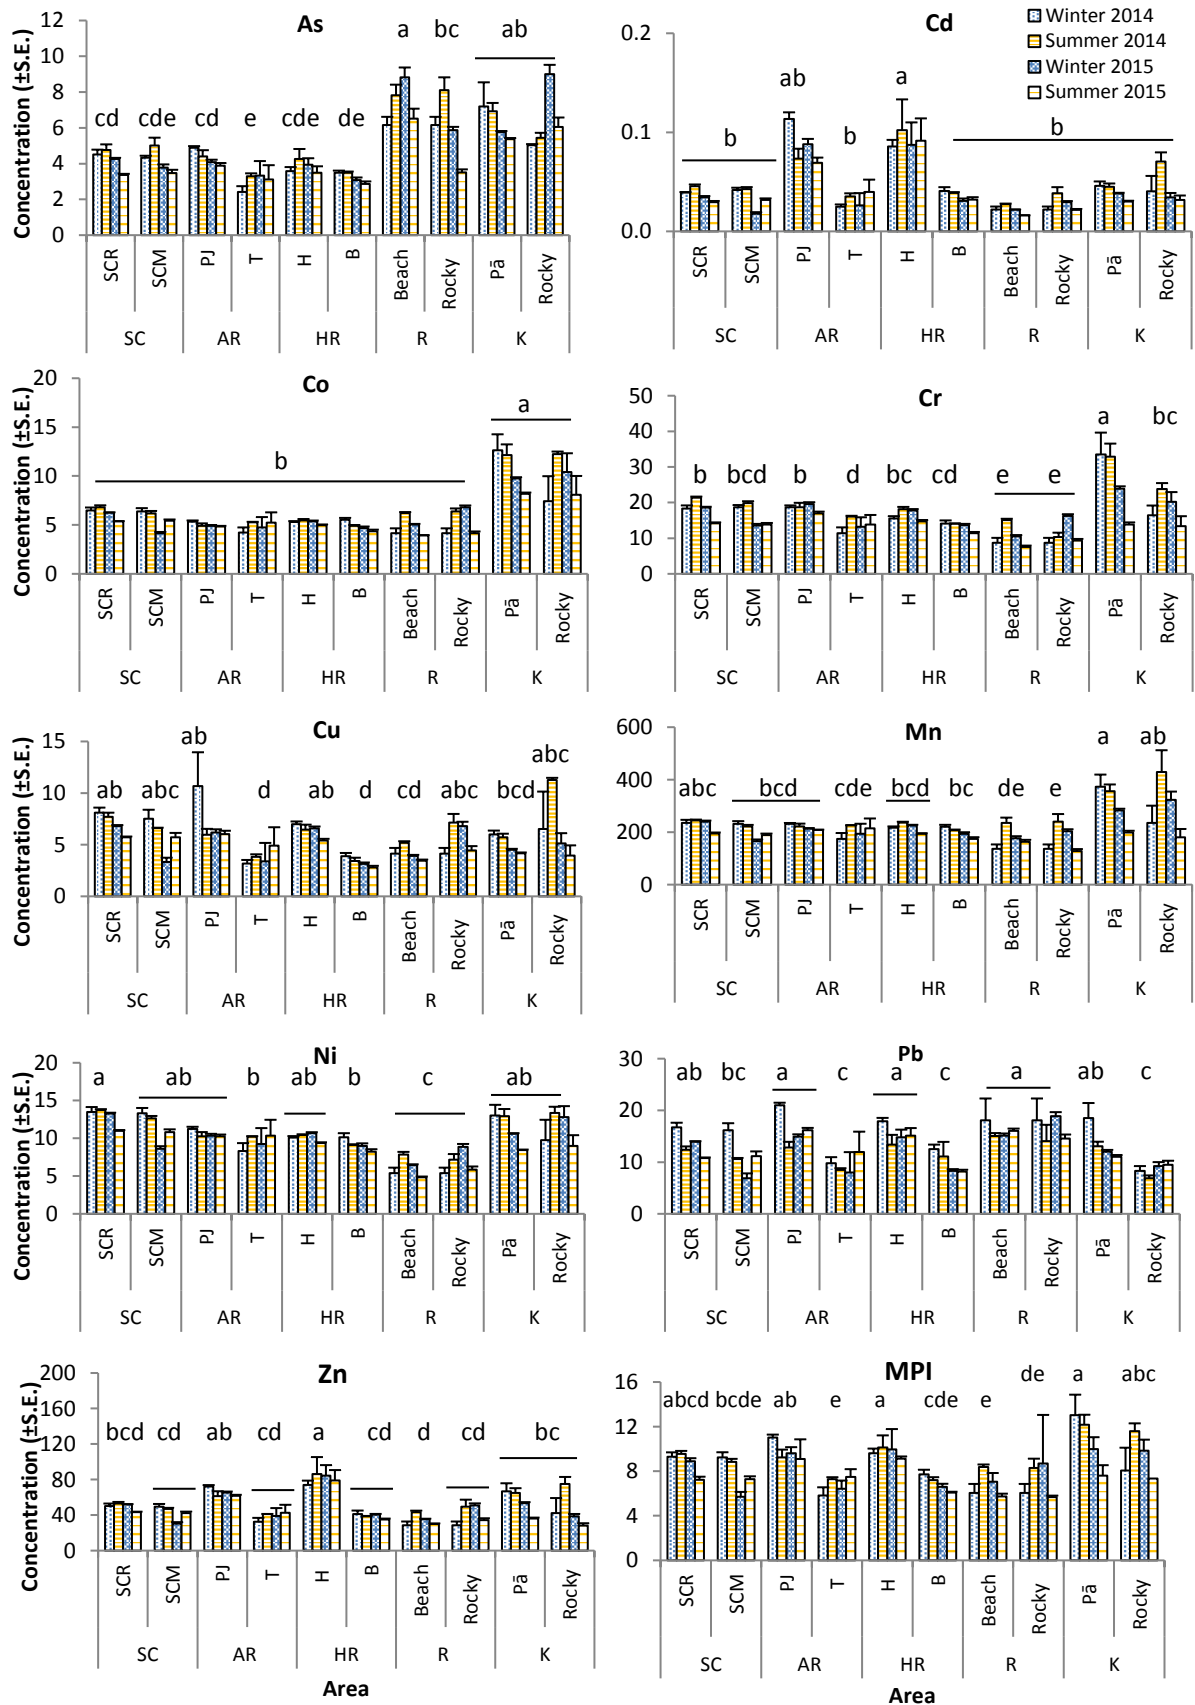 As
Concentration (±S.E.)
12
10
8
6
4
2
0
cd cde cd e cde de a bc ab
SCR SCM PJ T H B Beach Rocky Pā Rocky
SC AR HR R K
Cd
Winter 2014
Summer 2014
Winter 2015
Summer 2015
0.2
0.1
0.0
b ab b a b
SCR SCM PJ T H B Beach Rocky Pā Rocky
SC AR HR R K
Co
Concentration (±S.E.)
20
15
10
5
0
b a
SCR SCM PJ T H B Beach Rocky Pā Rocky
SC AR HR R K
Cr
50
40
30
20
10
0
b bcd b d bc cd e e a bc
SCR SCM PJ T H B Beach Rocky Pā Rocky
SC AR HR R K
Cu
Concentration (±S.E.)
15
10
5
0
ab abc ab d ab d cd abc bcd abc
SCR SCM PJ T H B Beach Rocky Pā Rocky
SC AR HR R K
Mn
600
400
200
0
abc bcd cde bcd bc de e a ab
SCR SCM PJ T H B Beach Rocky Pā Rocky
SC AR HR R K
Ni
Concentration (±S.E.)
20
15
10
5
0
a ab b ab b c ab
SCR SCM PJ T H B Beach Rocky Pā Rocky
SC AR HR R K
Pb
30
20
10
0
ab bc a c a c a ab c
SCR SCM PJ T H B Beach Rocky Pā Rocky
SC AR HR R K
Zn
Concentration (±S.E.)
200
160
120
80
40
0
bcd cd ab cd a cd d cd bc
SCR SCM PJ T H B Beach Rocky Pā Rocky
SC AR HR R K
Area
MPI
16
12
8
4
0
abcd bcde ab e a cde e de a abc
SCR SCM PJ T H B Beach Rocky Pā Rocky
SC AR HR R K
Area